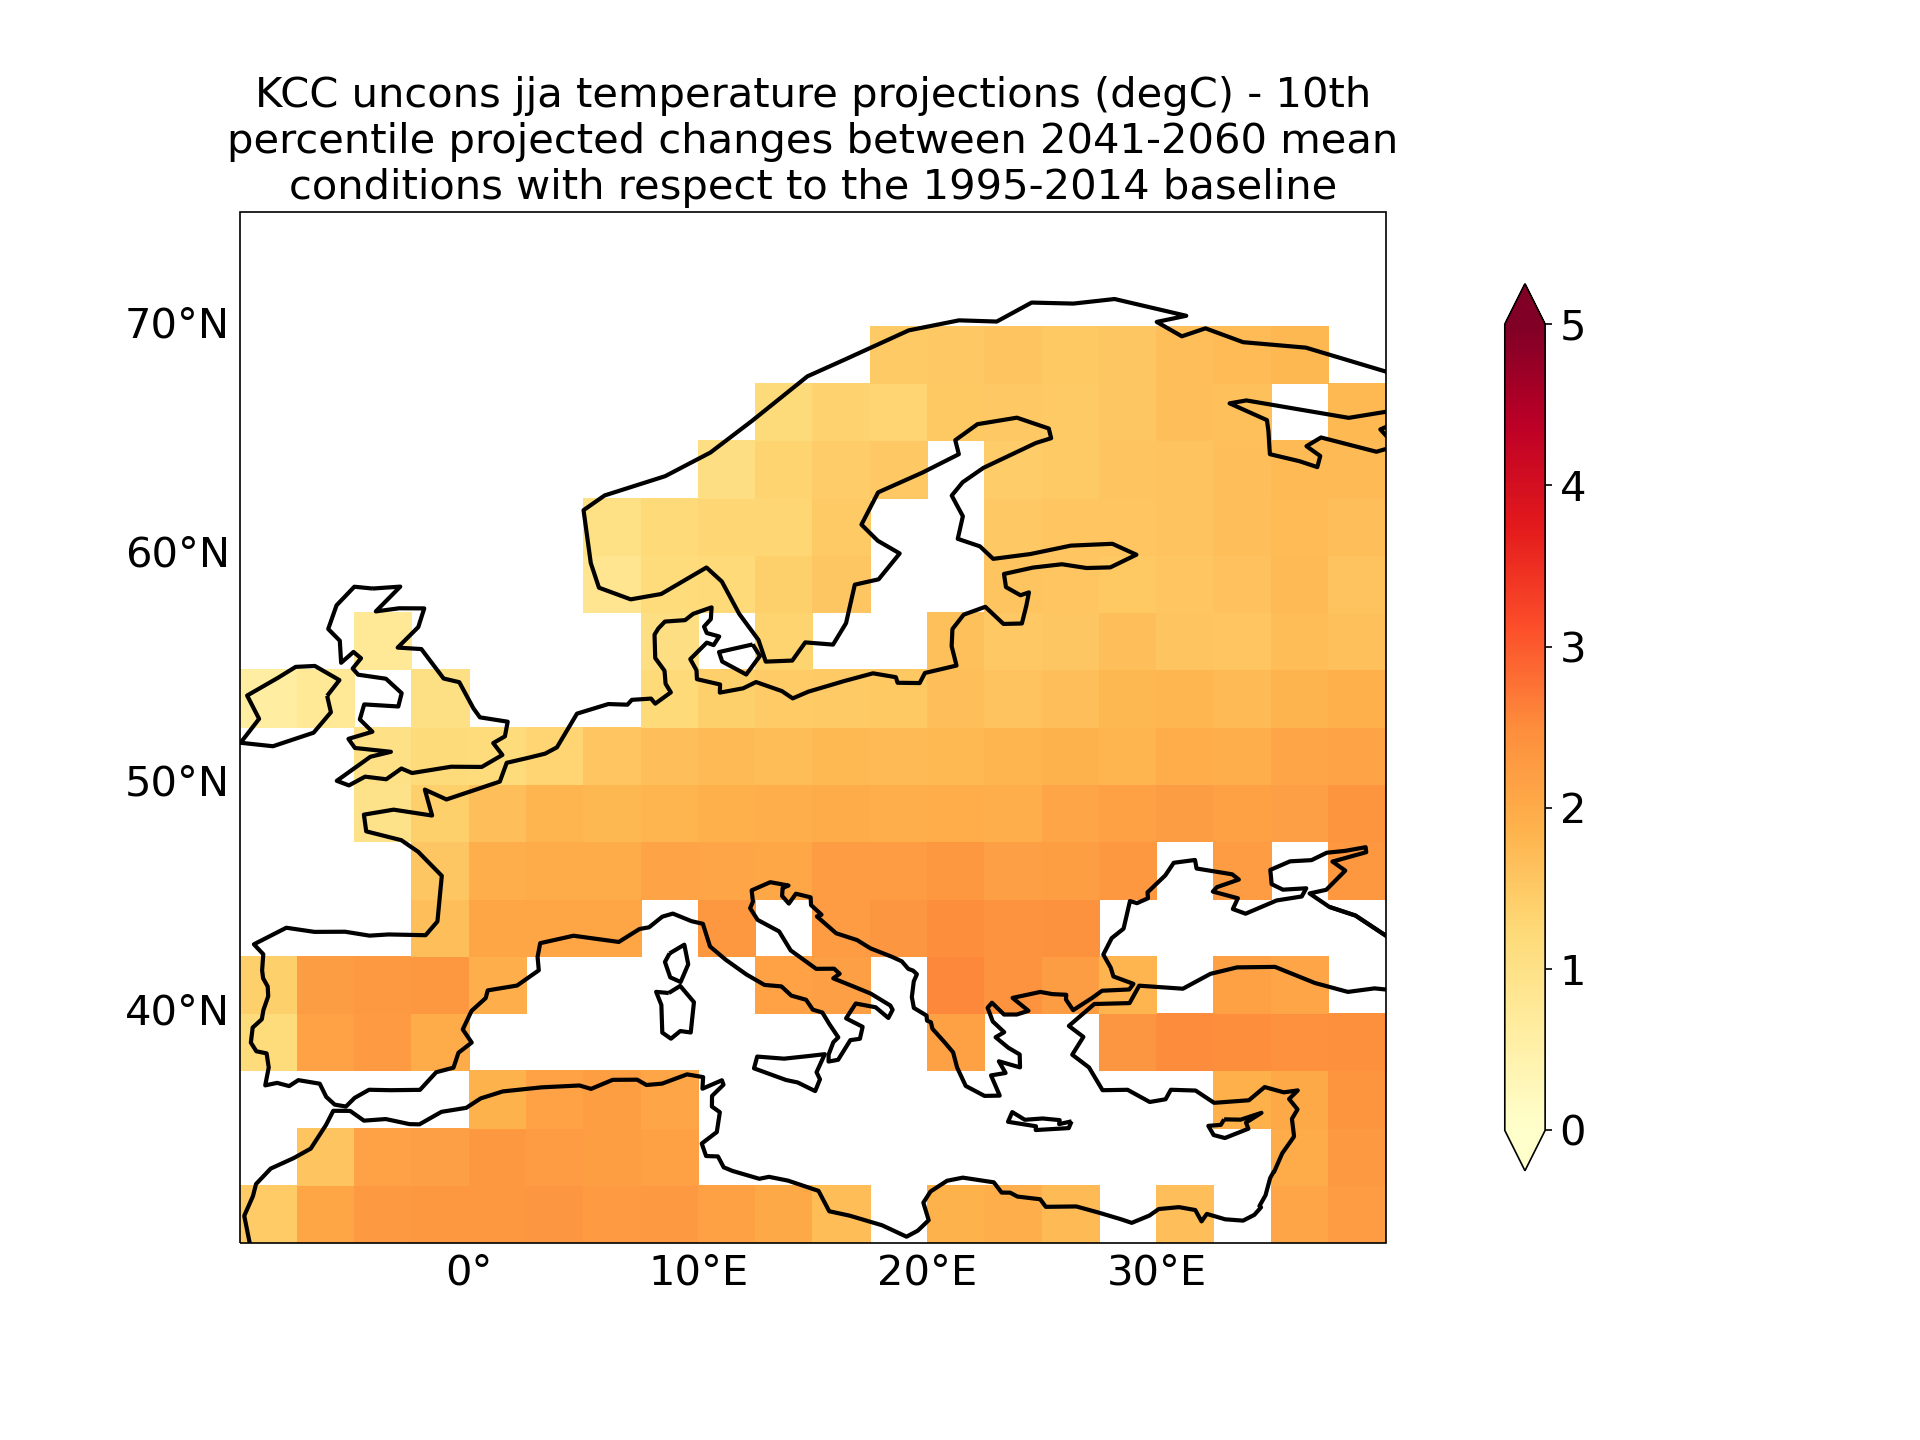 KCC uncons jja temperature projections (degC) - 10th
percentile projected changes between 2041-2060 mean
conditions with respect to the 1995-2014 baseline
70°N
60°N
50°N
40°N
0°
10°E
20°E
30°E
5
4
3
2
1
0